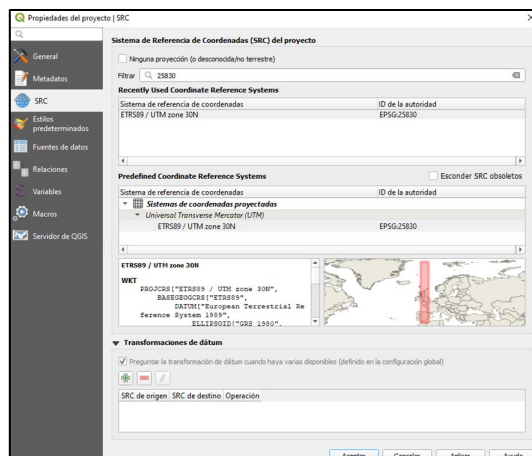 Propiedades del proyecto | SRC
General
Metadatos
SRC
Estilos
predeterminados
Fuentes de datos
Relaciones
Variables
Macros
Servidor de QGIS
Sistema de Referencia de Coordenadas (SRC) del proyecto
Ninguna proyección (o desconocida/no terrestre)
Filtrar 25830
Recently Used Coordinate Reference Systems
Sistema de referencia de coordenadas ID de la autoridad
ETRS89 / UTM zone 30N EPSG:25830
Predefined Coordinate Reference Systems Esconder SRC obsoletos
Sistema de referencia de coordenadas ID de la autoridad
Sistemas de coordenadas proyectadas
Universal Transverse Mercator (UTM)
ETRS89 / UTM zone 30N EPSG:25830
ETRS89 / UTM zone 30N
WKT
PROJCRS["ETRS89 / UTM zone 30N",
BASEGEOGCRS["ETRS89",
DATUM["European Terrestrial Re
ference System 1989",
ELLIPSOID["GRS 1980",
Transformaciones de dátum
Preguntar la transformación de dátum cuando haya varias disponibles (definido en la configuración global)
SRC de origen SRC de destino Operación
Aceptar Cancelar Aplicar Ayuda